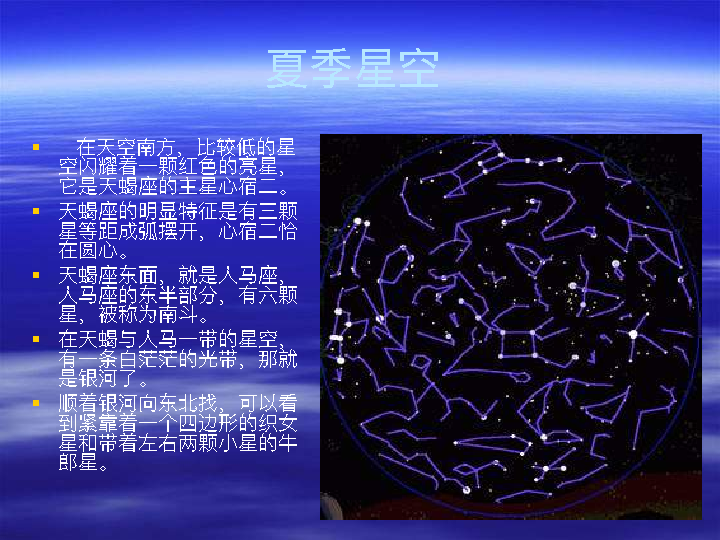 夏季星空
在天空南方，比较低的星
空闪耀着一颗红色的亮星，
它是天蝎座的主星心宿二。
天蝎座的明显特征是有三颗
星等距成弧摆开，心宿二恰
在圆心。
天蝎座东面，就是人马座，
人马座的东半部分，有六颗
星，被称为南斗。
在天蝎与人马一带的星空，
有一条白茫茫的光带，那就
是银河了。
顺着银河向东北找，可以看
到紧靠着一个四边形的织女
星和带着左右两颗小星的牛
郎星。